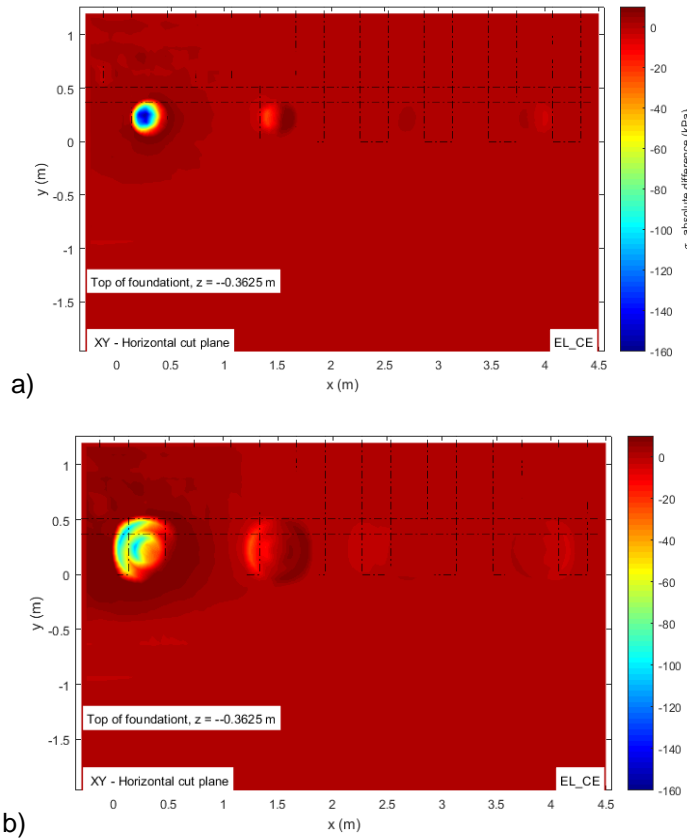 1
0.5
0
-0.5
-1
-1.5
y (m)
Top of foundationt, z = --0.3625 m
XY - Horizontal cut plane
EL_CE
0 0.5 1 1.5 2 2.5 3 3.5 4 4.5
x (m)
0
-20
-40
-60
-80
-100
-120
-140
-160
absolute difference (kPa)
a)
1
0.5
0
-0.5
-1
-1.5
y (m)
Top of foundationt, z = --0.3625 m
XY - Horizontal cut plane
EL_CE
0 0.5 1 1.5 2 2.5 3 3.5 4 4.5
x (m)
0
-20
-40
-60
-80
-100
-120
-140
-160
b)